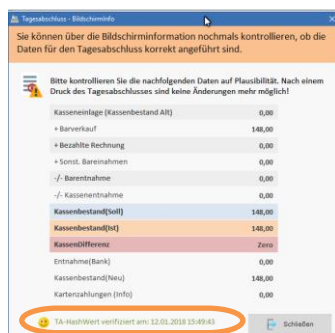 Tagesabschluss - Bildschirminfo
Sie können über die Bildschirminformation nochmals kontrollieren, ob die
Daten für den Tagesabschluss korrekt angeführt sind.
Bitte kontrollieren Sie die nachfolgenden Daten auf Plausibilität. Nach einem
Druck des Tagesabschlusses sind keine Änderungen mehr möglich!
Kasseneinlage (Kassenbestand Alt) 0,00
+ Barverkauf 148,00
+ Bezahlte Rechnung 0,00
+ Sonst. Bareinahmen 0,00
-/- Barentnahme 0,00
-/- Kassenentnahme 0,00
Kassenbestand(Soll) 148,00
Kassenbestand(Ist) 148,00
KassenDifferenz Zero
Entnahme(Bank) 0,00
Kassenbestand(Neu) 148,00
Kartenzahlungen (Info) 0,00
TA-HashWert verifiziert am: 12.01.2018 15:49:43
Schließen